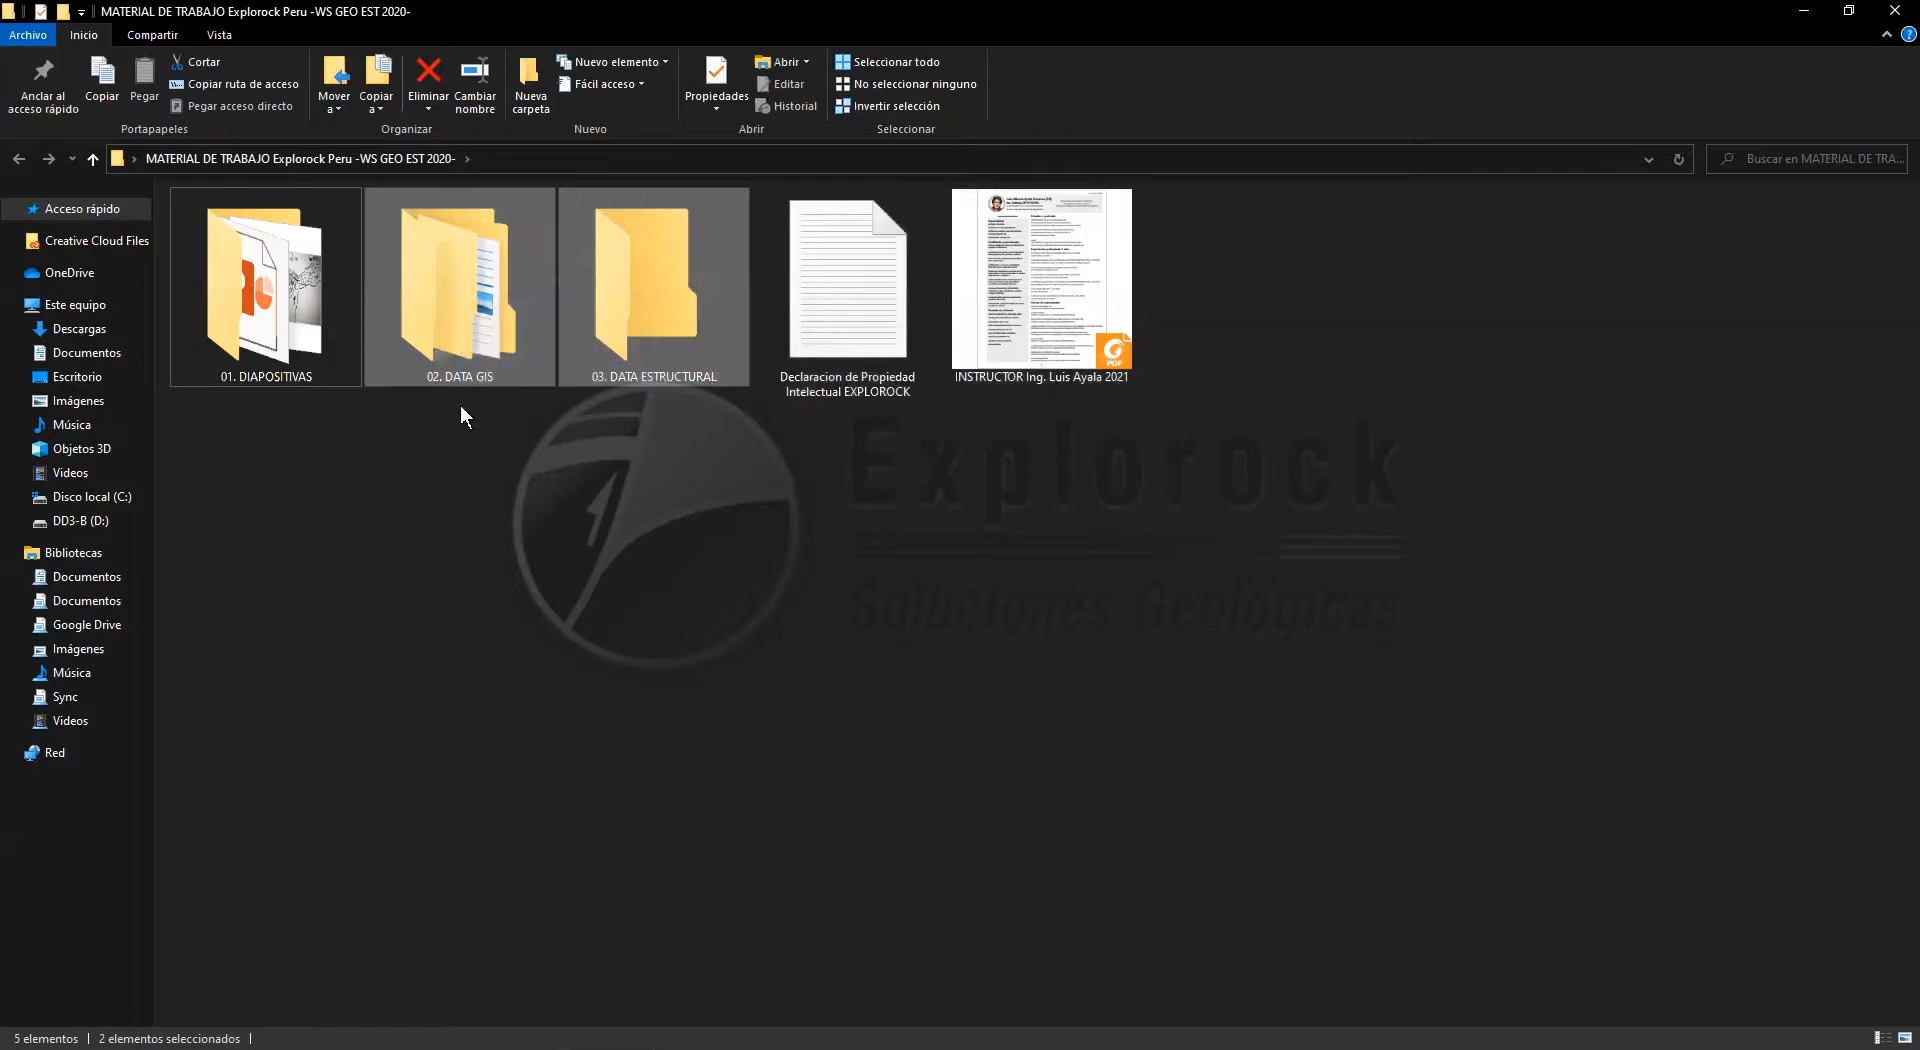 MATERIAL DE TRABAJO Explorock Peru -WS GEO EST 2020-
Archivo
Inicio
Compartir
Vista
Anclar al
acceso rápido
Copiar
Pegar
Cortar
Copiar ruta de acceso
Pegar acceso directo
Portapapeles
Mover
a
Copiar
a
Eliminar
Cambiar
nombre
Organizar
Nueva
carpeta
Nuevo elemento
Fácil acceso
Nuevo
Propiedades
Abrir
Editar
Historial
Abrir
Seleccionar todo
No seleccionar ninguno
Invertir selección
Seleccionar
MATERIAL DE TRABAJO Explorock Peru -WS GEO EST 2020-
Buscar en MATERIAL DE TRA...
Acceso rápido
Creative Cloud Files
OneDrive
Este equipo
Descargas
Documentos
Escritorio
Imágenes
Música
Objetos 3D
Videos
Disco local (C:)
DD3-B (D:)
Bibliotecas
Documentos
Documentos
Google Drive
Imágenes
Música
Sync
Videos
Red
01. DIAPOSITIVAS
02. DATA GIS
03. DATA ESTRUCTURAL
Declaracion de Propiedad
Intelectual EXPLOROCK
PDF
INSTRUCTOR Ing. Luis Ayala 2021
Explorock
Soluciones Geológicas
5 elementos
2 elementos seleccionados